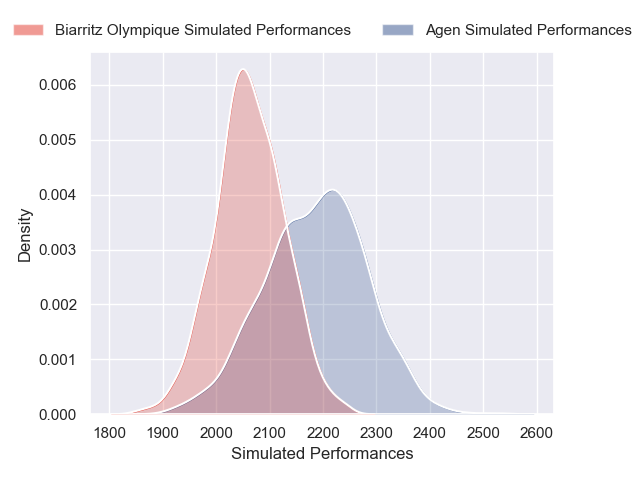 Biarritz Olympique Simulated Performances
Agen Simulated Performances
0.006
0.005
0.004
0.003
0.002
0.001
0.000
Density
1800 1900 2000 2100 2200 2300 2400 2500 2600
Simulated Performances